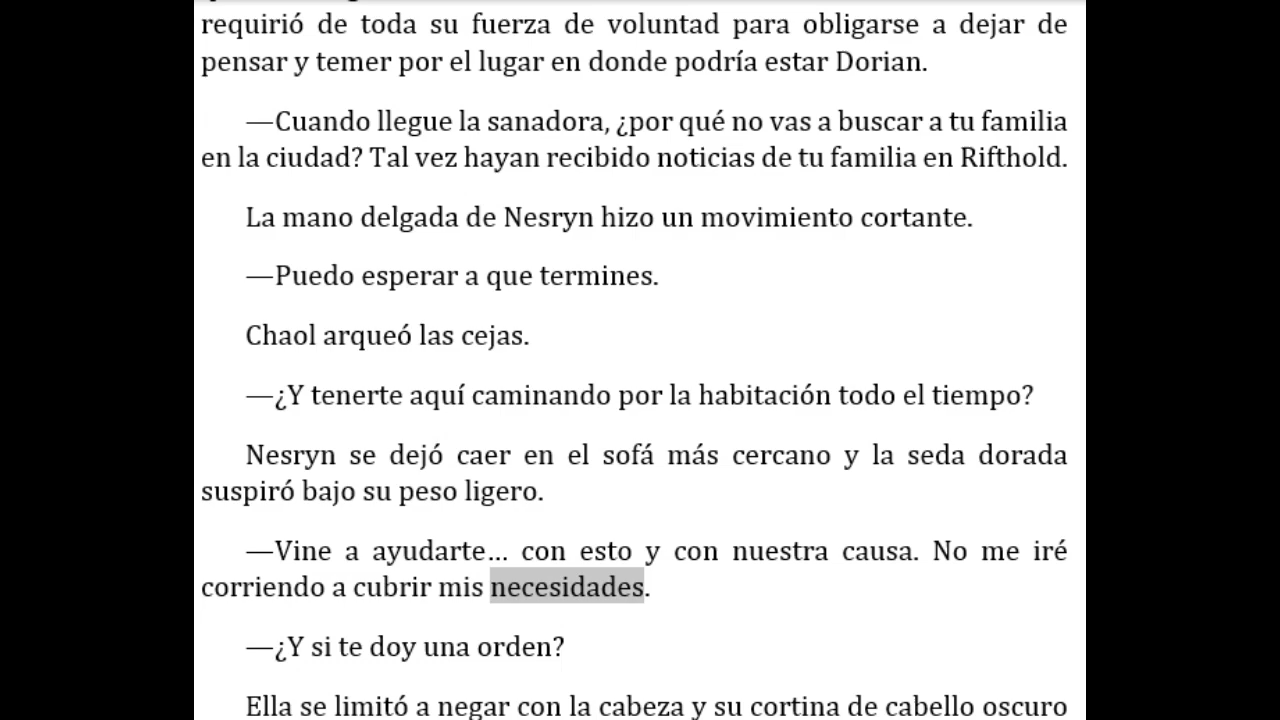 requirió de toda su fuerza de voluntad para obligarse a dejar de
pensar y temer por el lugar en donde podría estar Dorian.
—Cuando llegue la sanadora, ¿por qué no vas a buscar a tu familia
en la ciudad? Tal vez hayan recibido noticias de tu familia en Rifthold.
La mano delgada de Nesryn hizo un movimiento cortante.
—Puedo esperar a que termines.
Chaol arqueó las cejas.
—¿Y tenerte aquí caminando por la habitación todo el tiempo?
Nesryn se dejó caer en el sofá más cercano y la seda dorada
suspiró bajo su peso ligero.
—Vine a ayudarte… con esto y con nuestra causa. No me iré
corriendo a cubrir mis necesidades.
—¿Y si te doy una orden?
Ella se limitó a negar con la cabeza y su cortina de cabello oscuro